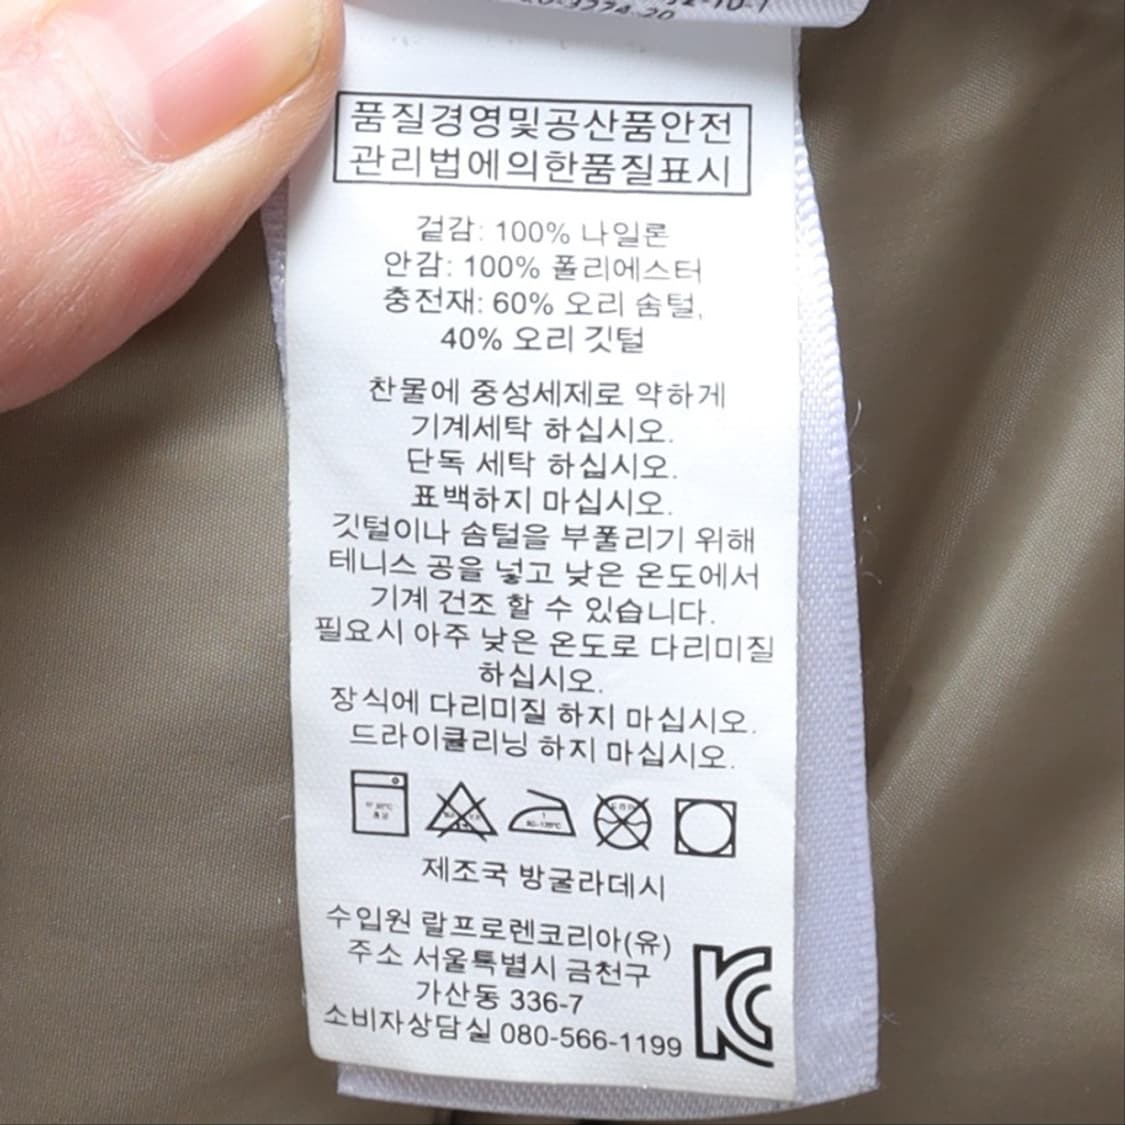 품질경영및공산품안전
관리법에의한품질표시
겉감: 100% 나일론
안감: 100% 폴리에스터
충전재: 60% 오리 솜털,
40% 오리 깃털
찬물에 중성세제로 약하게
기계세탁 하십시오.
단독 세탁 하십시오.
표백하지 마십시오.
깃털이나 솜털을 부풀리기 위해
테니스 공을 넣고 낮은 온도에서
기계 건조 할 수 있습니다.
필요시 아주 낮은 온도로 다리미질
하십시오.
장식에 다리미질 하지 마십시오.
드라이클리닝 하지 마십시오.
제조국 방굴라데시
수입원 랄프로렌코리아(유)
주소 서울특별시 금천구
가산동 336-7
소비자상담실 080-566-1199